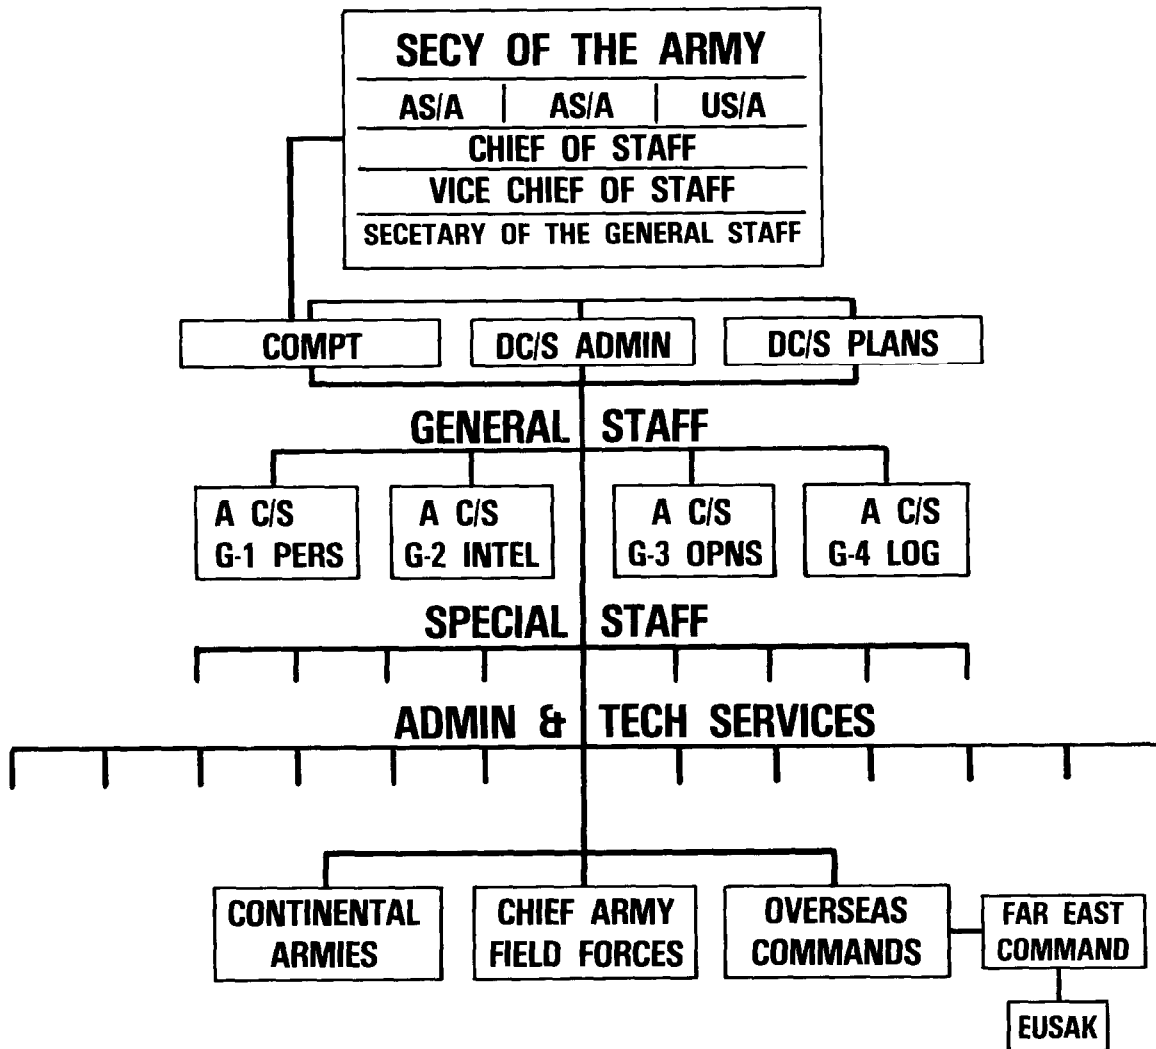 SECY OF THE ARMY
AS/A AS/A US/A
CHIEF OF STAFF
VICE CHIEF OF STAFF
SECETARY OF THE GENERAL STAFF
COMPT
DC/S ADMIN
DC/S PLANS
GENERAL STAFF
A C/S
G-1 PERS
A C/S
G-2 INTEL
A C/S
G-3 OPNS
A C/S
G-4 LOG
SPECIAL STAFF
ADMIN & TECH SERVICES
CONTINENTAL
ARMIES
CHIEF ARMY
FIELD FORCES
OVERSEAS
COMMANDS
FAR EAST
COMMAND
EUSAK